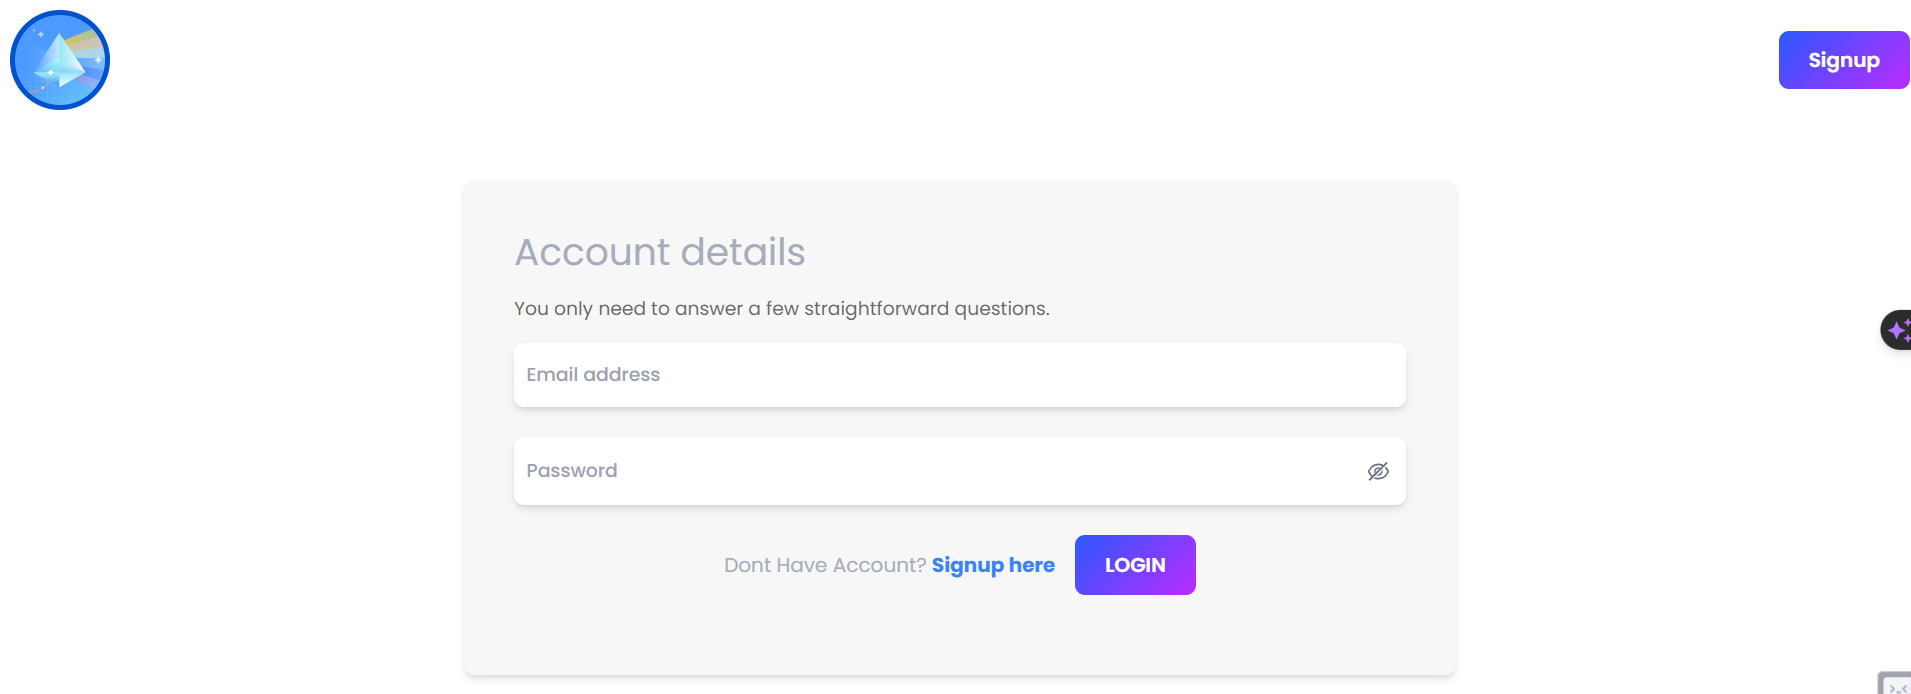 Signup
Account details
You only need to answer a few straightforward questions.
Email address
Password
Dont Have Account? Signup here
LOGIN